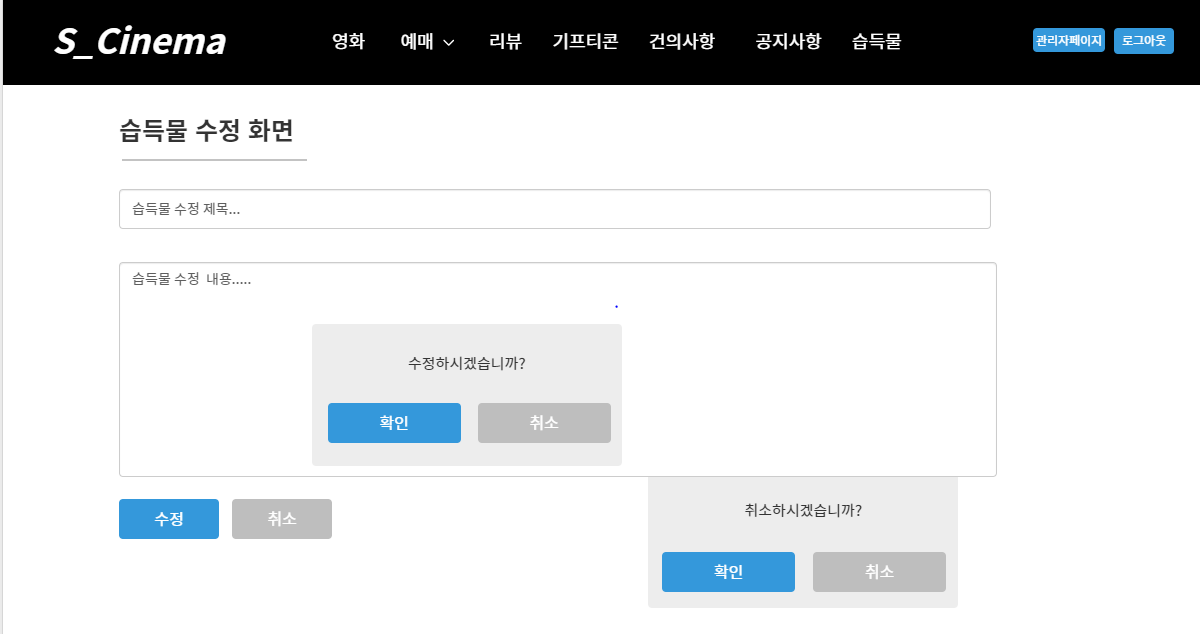 S_Cinema 영화 예매 리뷰 기프티콘 건의사항 공지사항 습득물 관리자페이지 로그아웃
습득물 수정 화면
습득물 수정 제목...
습득물 수정  내용.....
수정하시겠습니까?
확인 취소
수정 취소
취소하시겠습니까?
확인 취소